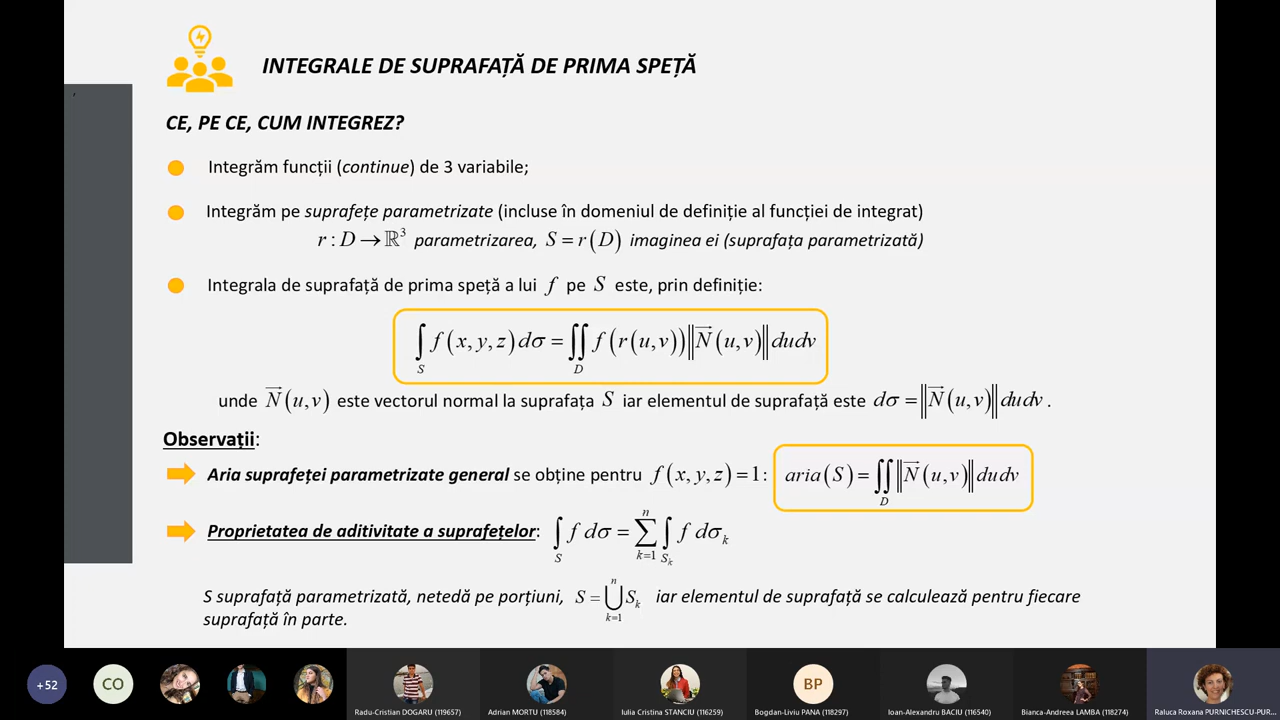 INTEGRALE DE SUPRAFAȚĂ DE PRIMA SPEȚĂ
CE, PE CE, CUM INTEGREZ?
Integrăm funcții (continue) de 3 variabile;
Integrăm pe suprafețe parametrizate (incluse în domeniul de definiție al funcției de integrat)
r : D → ℝ³ parametrizarea, S = r(D) imaginea ei (suprafața parametrizată)
Integrala de suprafață de prima speță a lui f pe S este, prin definiție:
∫_S f(x, y, z) dσ = ∬_D f(r(u,v)) ‖N⃗(u,v)‖ dudv
unde N⃗(u,v) este vectorul normal la suprafața S iar elementul de suprafață este dσ = ‖N⃗(u,v)‖ dudv .
Observații:
Aria suprafeței parametrizate general se obține pentru f(x, y, z) = 1 : aria(S) = ∬_D ‖N⃗(u,v)‖ dudv
Proprietatea de aditivitate a suprafețelor: ∫_S f dσ = ∑_{k=1}^{n} ∫_{S_k} f dσ_k
S suprafață parametrizată, netedă pe porțiuni, S = ⋃_{k=1}^{n} S_k iar elementul de suprafață se calculează pentru fiecare
suprafață în parte.
+52
CO
Radu-Cristian DOGARU (119657)
Adrian MORTU (118584)
Iulia Cristina STANCIU (116259)
BP
Bogdan-Liviu PANA (118297)
Ioan-Alexandru BACIU (116540)
Bianca-Andreea LAMBA (118274)
Raluca Roxana PURNICHESCU-PUR...